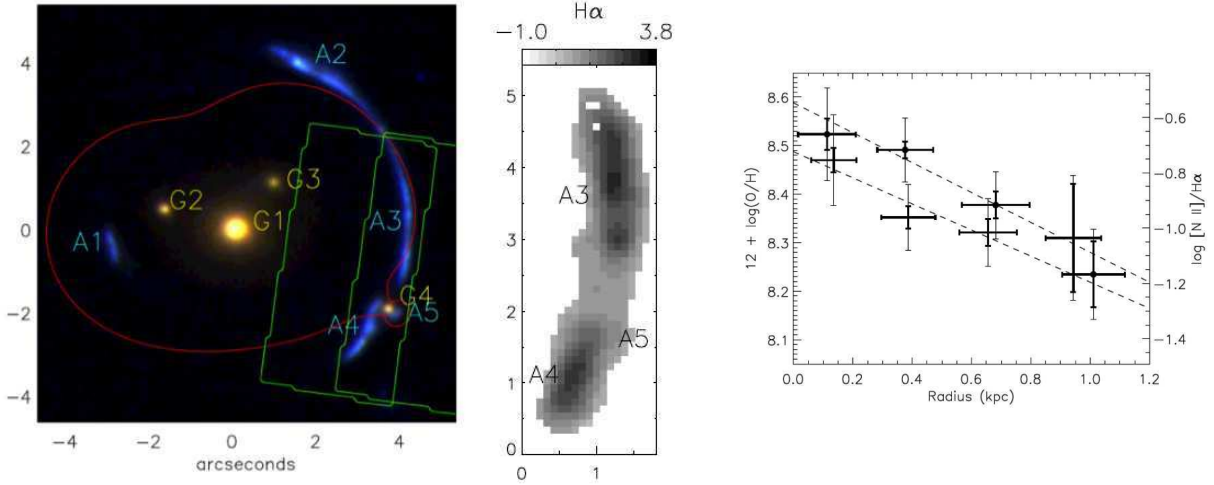 A2
A3
A1
G2
G3
G1
G4
A5
A4
4
2
0
−2
−4
−4
−2
0
2
4
arcseconds
Hα
−1.0
3.8
5
4
3
2
1
0
A3
A5
A4
0
1
12 + log(O/H)
8.6
8.5
8.4
8.3
8.2
8.1
−0.6
−0.8
−1.0
−1.2
−1.4
log [N II]/Hα
0.0 0.2 0.4 0.6 0.8 1.0 1.2
Radius (kpc)